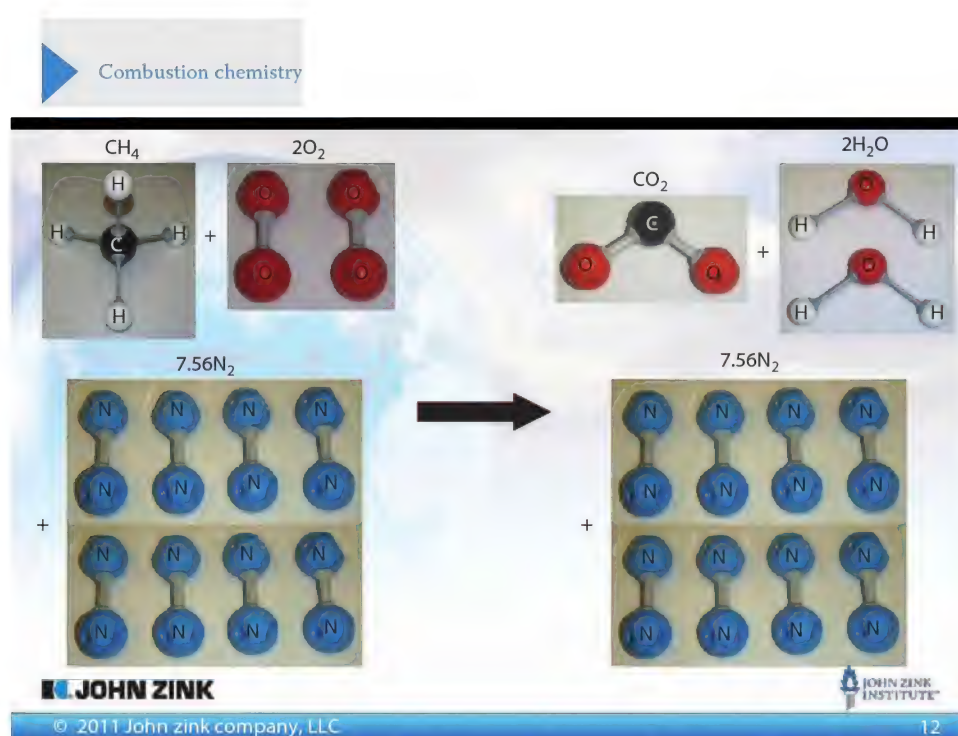 Combustion chemistry
CH₄
2O₂
CO₂
2H₂O
H
H C H
H
+
O O
O O
C
O O
+
O
H H
O
H H
7.56N₂
7.56N₂
N N N N
N N N N
+
N N N N
N N N N
N N N N
N N N N
+
N N N N
N N N N
JOHN ZINK
JOHN ZINK
INSTITUTE
© 2011 John zink company, LLC
12